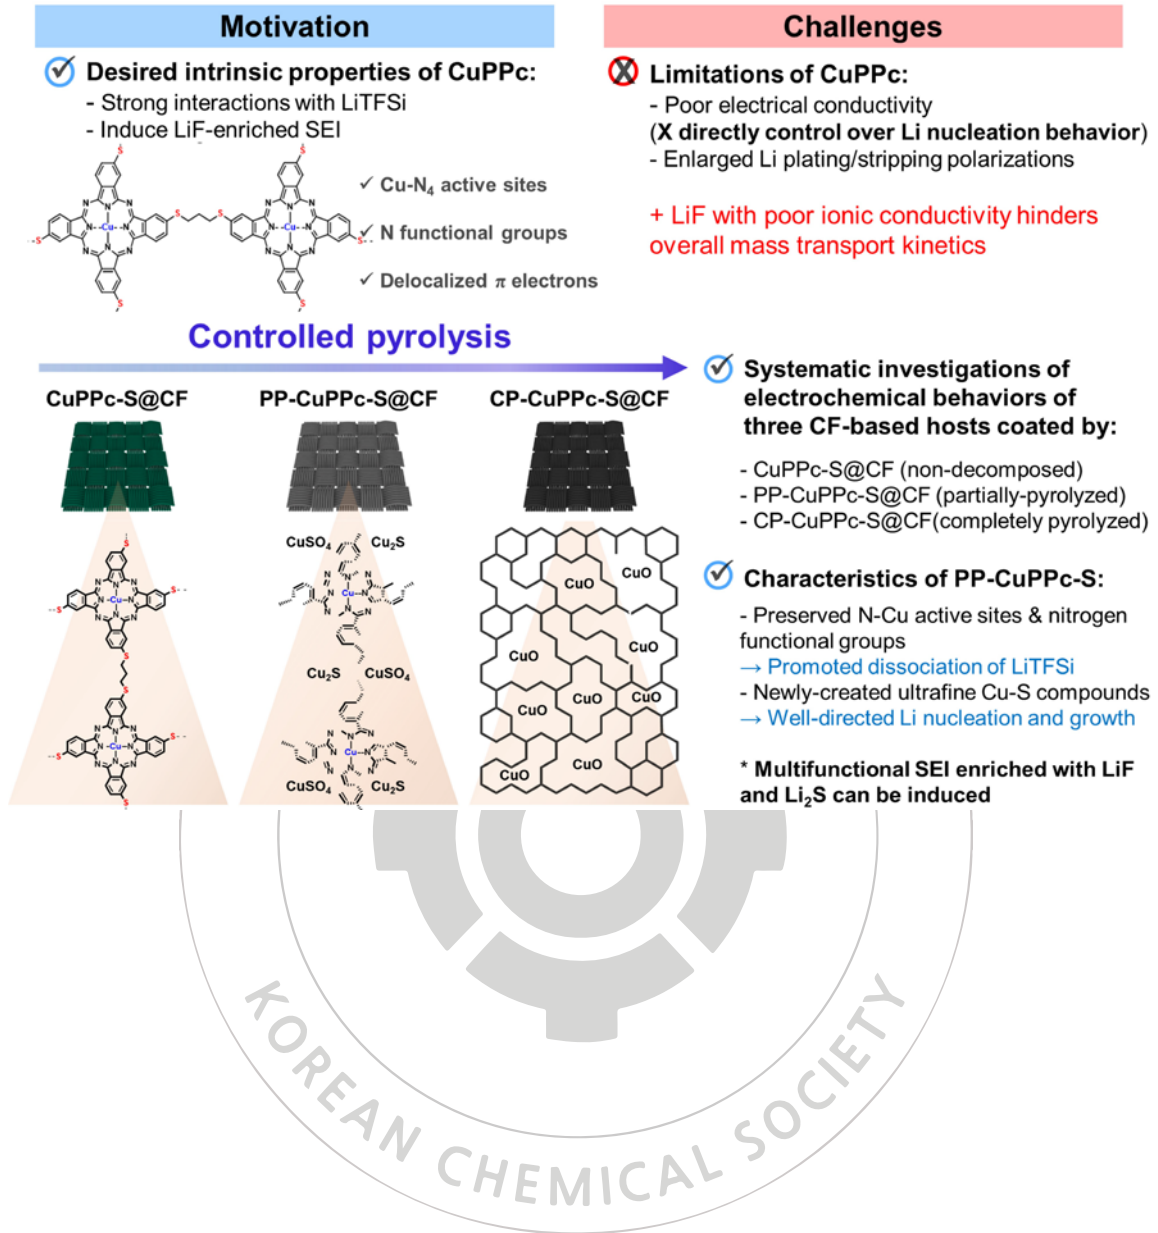 Motivation
Desired intrinsic properties of CuPPc:
- Strong interactions with LiTFSi
- Induce LiF-enriched SEI
✓ Cu-N₄ active sites
✓ N functional groups
✓ Delocalized π electrons
Challenges
Limitations of CuPPc:
- Poor electrical conductivity
(X directly control over Li nucleation behavior)
- Enlarged Li plating/stripping polarizations
+ LiF with poor ionic conductivity hinders
overall mass transport kinetics
Controlled pyrolysis
CuPPc-S@CF
PP-CuPPc-S@CF
CP-CuPPc-S@CF
CuSO₄
Cu₂S
Cu₂S
CuSO₄
CuSO₄
Cu₂S
CuO
CuO
CuO
CuO
CuO
CuO
CuO
CuO
CuO
Systematic investigations of
electrochemical behaviors of
three CF-based hosts coated by:
- CuPPc-S@CF (non-decomposed)
- PP-CuPPc-S@CF (partially-pyrolyzed)
- CP-CuPPc-S@CF(completely pyrolyzed)
Characteristics of PP-CuPPc-S:
- Preserved N-Cu active sites & nitrogen
functional groups
→ Promoted dissociation of LiTFSi
- Newly-created ultrafine Cu-S compounds
→ Well-directed Li nucleation and growth
* Multifunctional SEI enriched with LiF
and Li₂S can be induced
KOREAN CHEMICAL SOCIETY